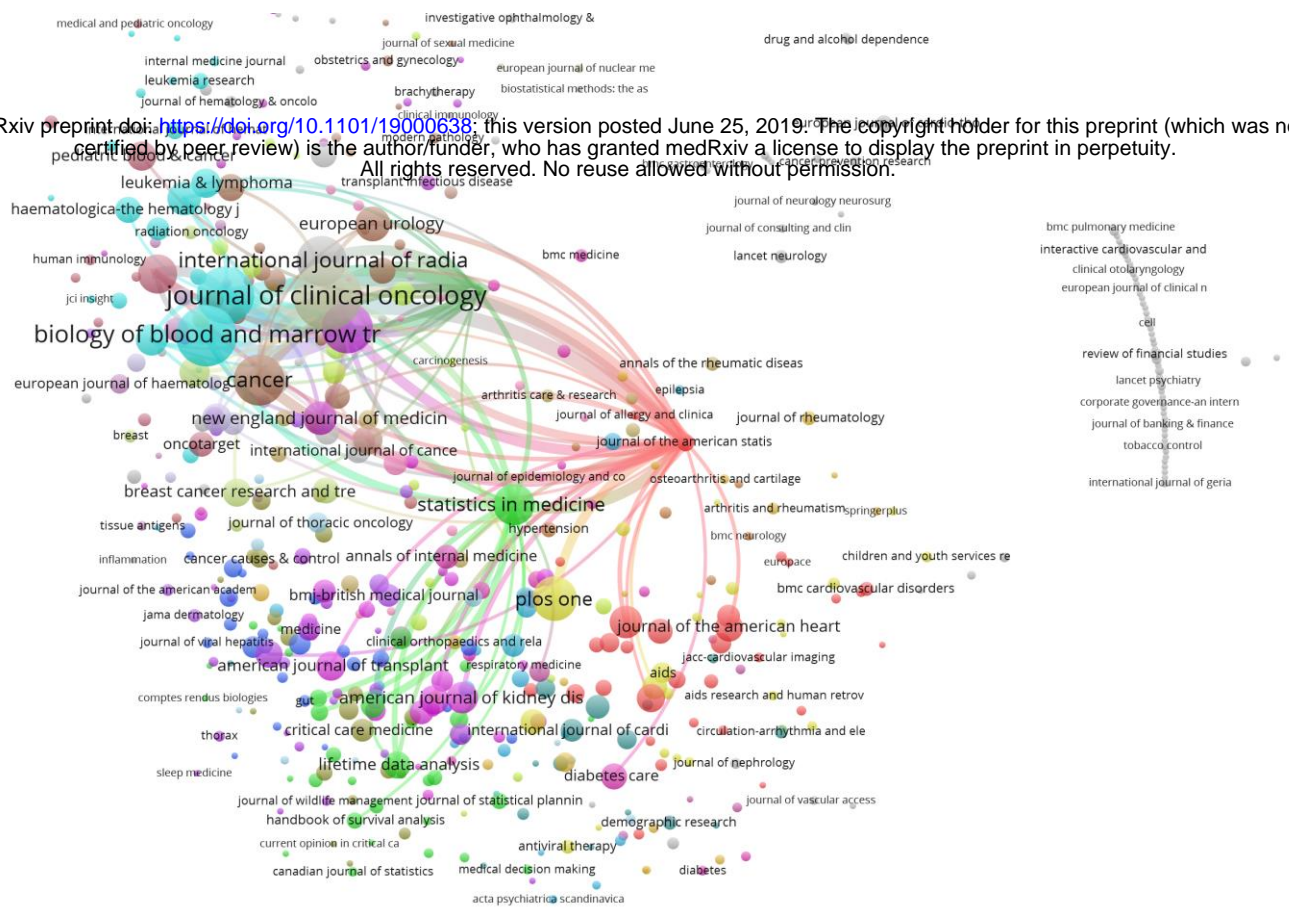 medical and pediatric oncology
investigative ophthalmology &
journal of sexual medicine
drug and alcohol dependence
internal medicine journal
obstetrics and gynecology
european journal of nuclear me
leukemia research
brachytherapy
biostatistical methods: the as
journal of hematology & oncolo
clinical immunology
Rxiv preprint doi: https://doi.org/10.1101/19000638; this version posted June 25, 2019. The copyright holder for this preprint (which was no
certified by peer review) is the author/funder, who has granted medRxiv a license to display the preprint in perpetuity.
All rights reserved. No reuse allowed without permission.
modern pathology
pediatric blood & cancer
bmc gastroenterology
cancer prevention research
leukemia & lymphoma
transplant infectious disease
haematologica-the hematology j
european urology
journal of neurology neurosurg
radiation oncology
journal of consulting and clin
bmc pulmonary medicine
human immunology
international journal of radia
bmc medicine
lancet neurology
interactive cardiovascular and
clinical otolaryngology
jci insight
journal of clinical oncology
european journal of clinical n
biology of blood and marrow tr
cell
carcinogenesis
annals of the rheumatic diseas
review of financial studies
european journal of haematolog
cancer
arthritis care & research
epilepsia
lancet psychiatry
new england journal of medicin
journal of allergy and clinica
journal of rheumatology
corporate governance-an intern
breast
oncotarget
international journal of cance
journal of the american statis
journal of banking & finance
tobacco control
breast cancer research and tre
journal of epidemiology and co
osteoarthritis and cartilage
international journal of geria
statistics in medicine
arthritis and rheumatism
springerplus
tissue antigens
journal of thoracic oncology
hypertension
bmc neurology
inflammation
cancer causes & control
annals of internal medicine
europace
children and youth services re
journal of the american academ
bmj-british medical journal
plos one
bmc cardiovascular disorders
jama dermatology
medicine
journal of the american heart
journal of viral hepatitis
clinical orthopaedics and rela
american journal of transplant
respiratory medicine
jacc-cardiovascular imaging
aids
comptes rendus biologies
gut
american journal of kidney dis
aids research and human retrov
thorax
critical care medicine
international journal of cardi
circulation-arrhythmia and ele
sleep medicine
lifetime data analysis
diabetes care
journal of nephrology
journal of wildlife management
journal of statistical plannin
journal of vascular access
handbook of survival analysis
demographic research
current opinion in critical ca
antiviral therapy
canadian journal of statistics
medical decision making
diabetes
acta psychiatrica scandinavica